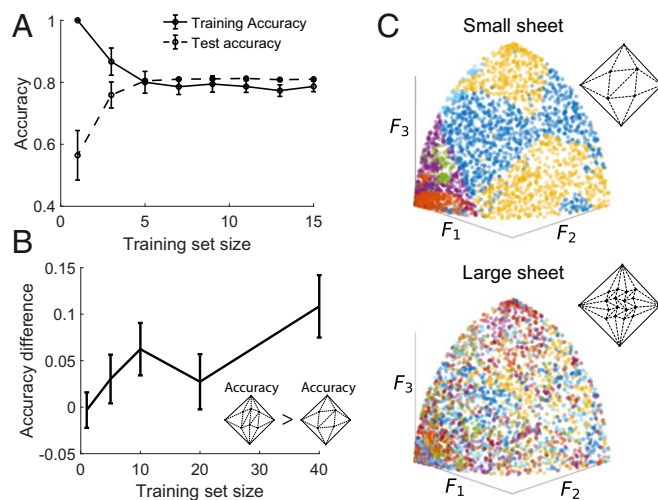 A
Training Accuracy
Test accuracy
1
0.8
0.6
0.4
Accuracy
0
5
10
15
Training set size
B
0.15
0.1
0.05
0
-0.05
Accuracy difference
Accuracy
Accuracy
>
0
10
20
30
40
Training set size
C
Small sheet
F3
F1
F2
Large sheet
F3
F1
F2